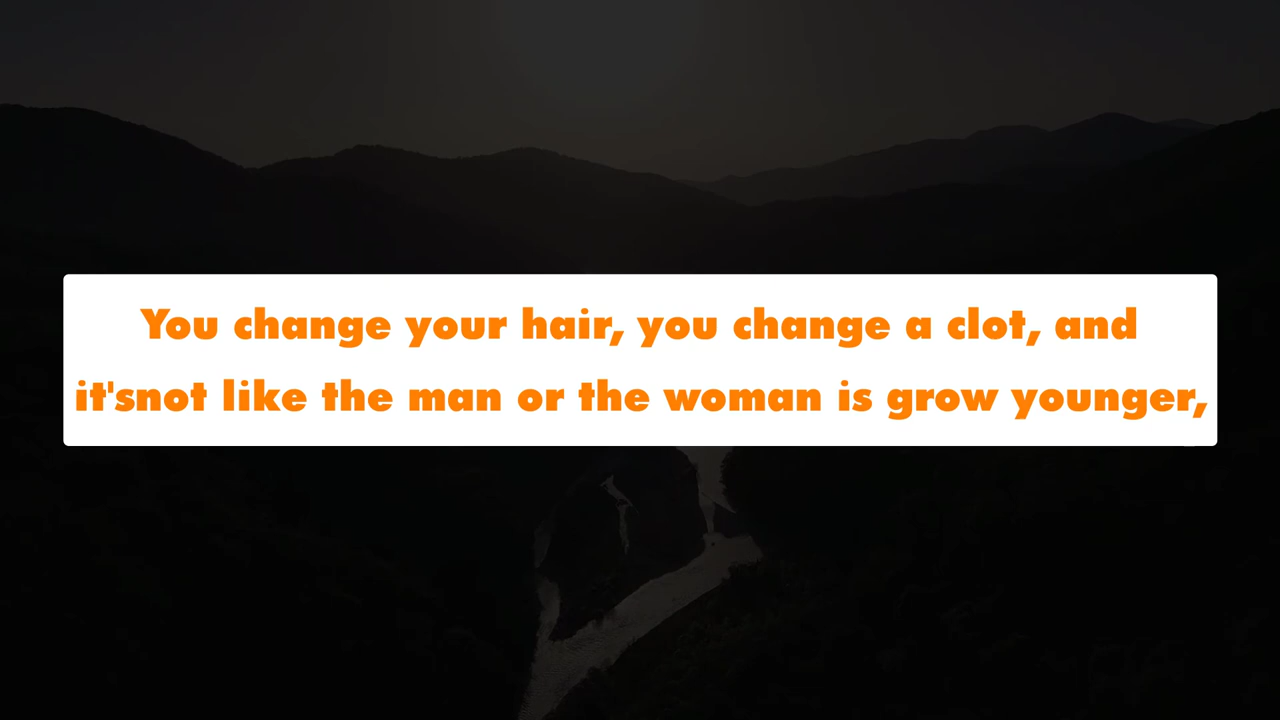 You change your hair, you change a clot, and
it'snot like the man or the woman is grow younger,